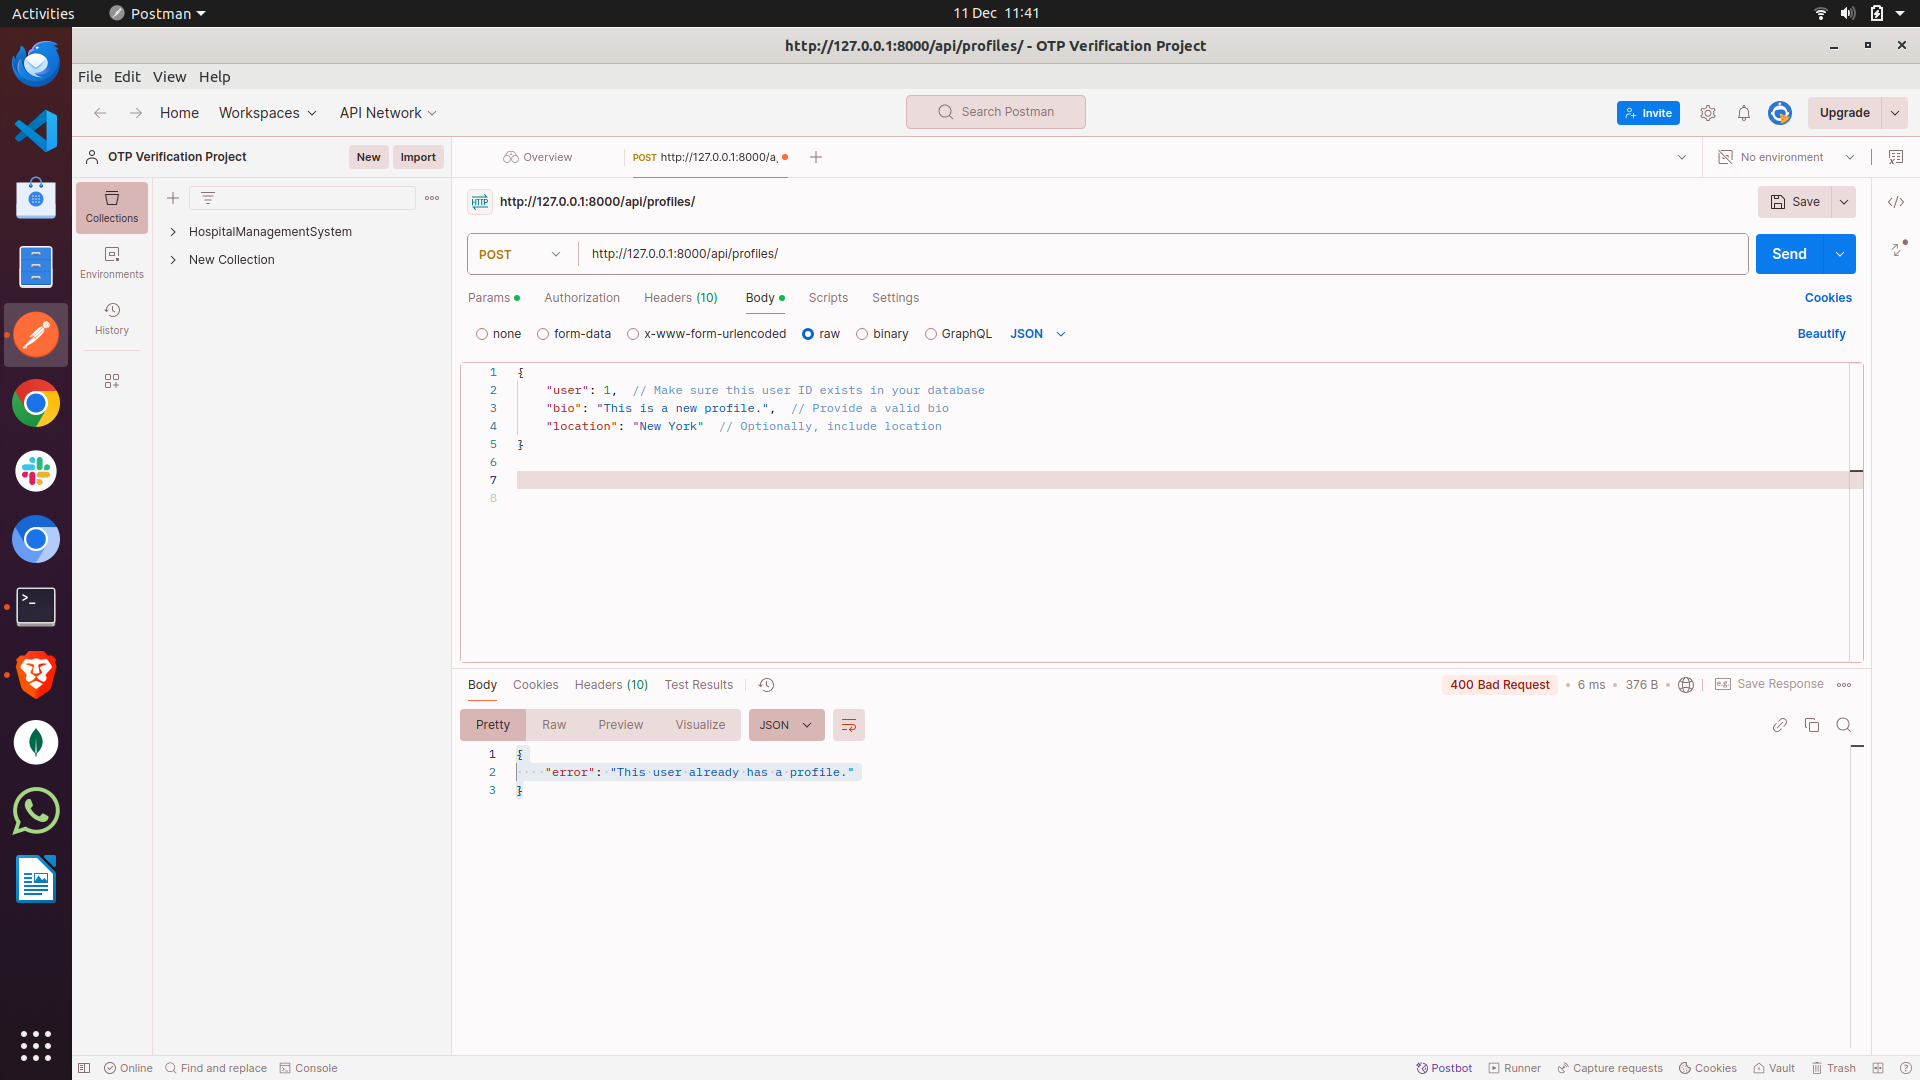 Activities
Postman
11 Dec 11:41
http://127.0.0.1:8000/api/profiles/ - OTP Verification Project
File Edit View Help
Home Workspaces API Network
Search Postman
Invite
Upgrade
OTP Verification Project
New Import
Overview
POST http://127.0.0.1:8000/a
No environment
Collections
Environments
History
HospitalManagementSystem
New Collection
HTTP http://127.0.0.1:8000/api/profiles/
Save
POST http://127.0.0.1:8000/api/profiles/
Send
Params Authorization Headers (10) Body Scripts Settings
Cookies
none form-data x-www-form-urlencoded raw binary GraphQL JSON
Beautify
1 {
2 "user": 1, // Make sure this user ID exists in your database
3 "bio": "This is a new profile.", // Provide a valid bio
4 "location": "New York" // Optionally, include location
5 }
6
7
8
Body Cookies Headers (10) Test Results
400 Bad Request • 6 ms • 376 B •
e.g. Save Response
Pretty Raw Preview Visualize JSON
1 {
2 ····"error":·"This·user·already·has·a·profile."
3 }
Online Find and replace Console
Postbot Runner Capture requests Cookies Vault Trash